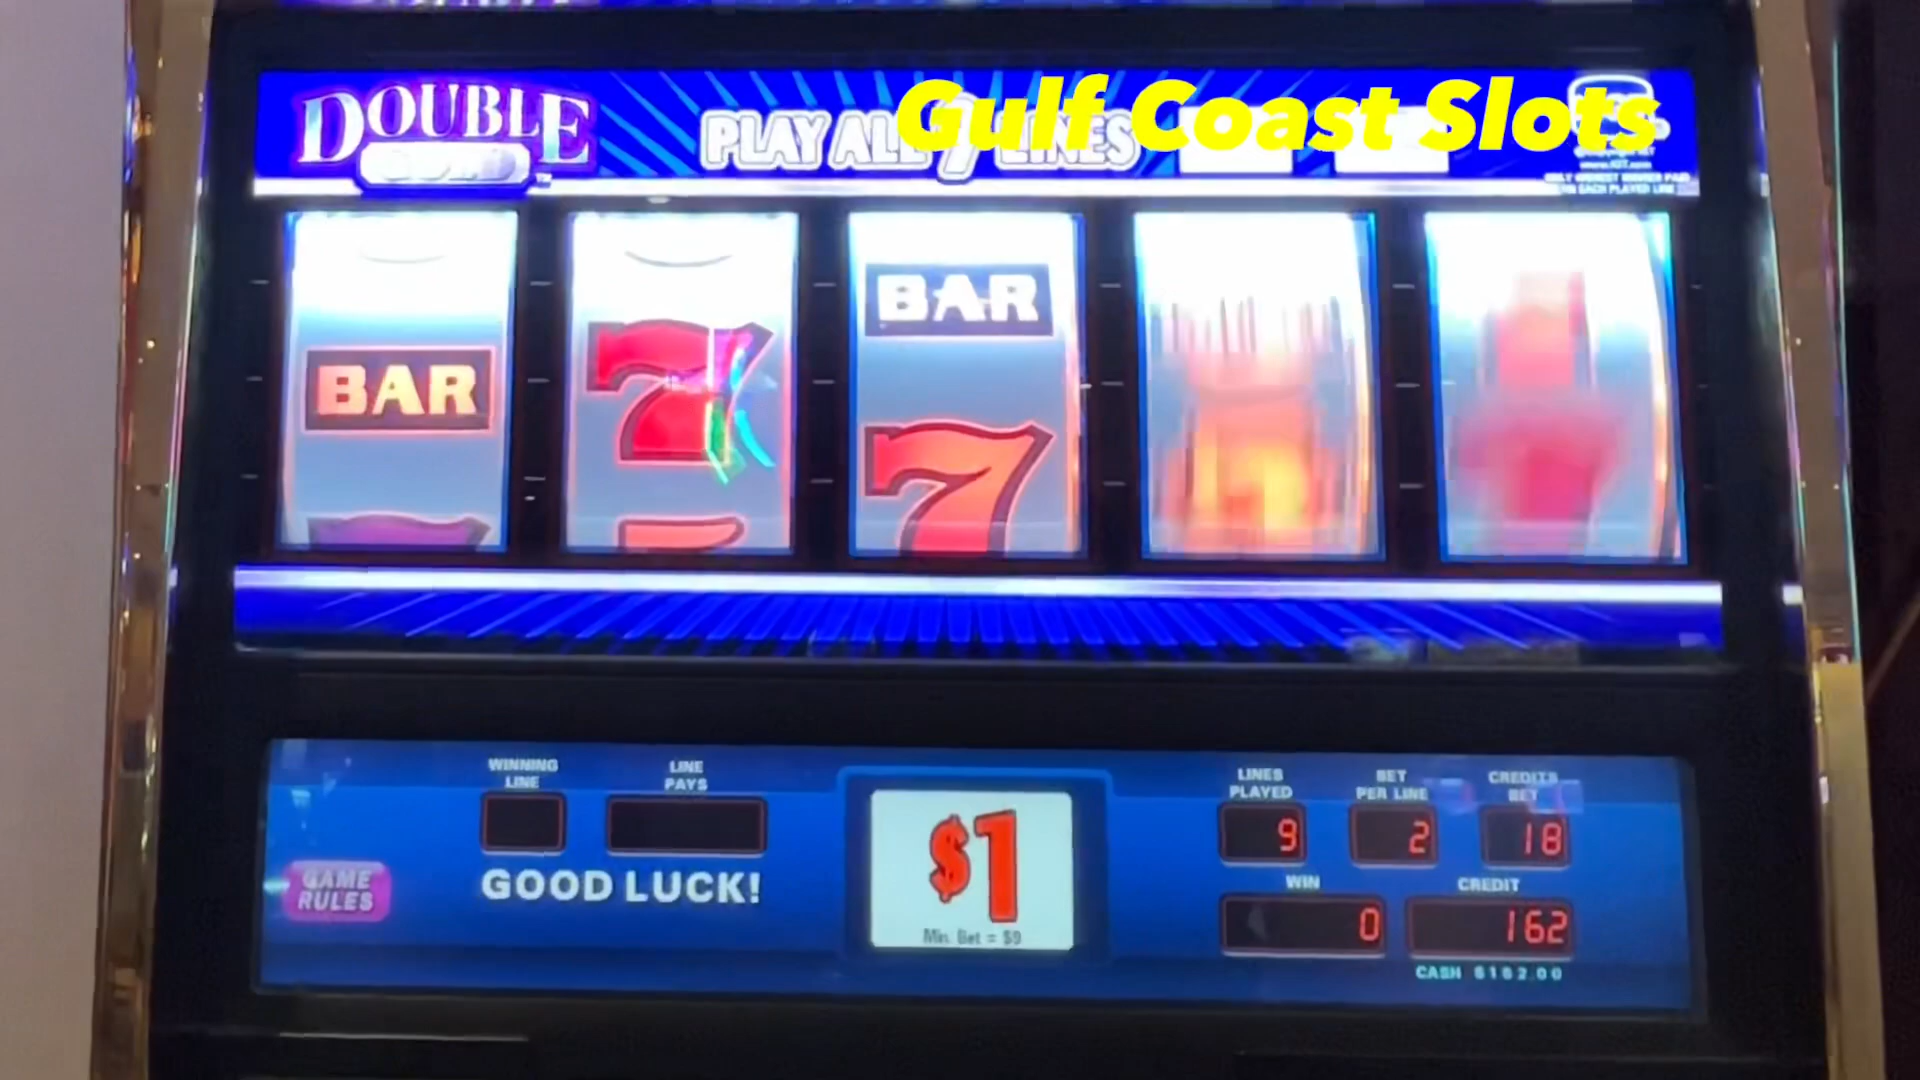 DOUBLE
GOLD
PLAY ALL 9 LINES
Gulf Coast Slots
BAR
BAR
WINNING
LINE
LINE
PAYS
GOOD LUCK!
GAME
RULES
$1
Min. Bet = $9
LINES
PLAYED
9
BET
PER LINE
2
CREDITS
BET
18
WIN
0
CREDIT
162
CASH $162.00